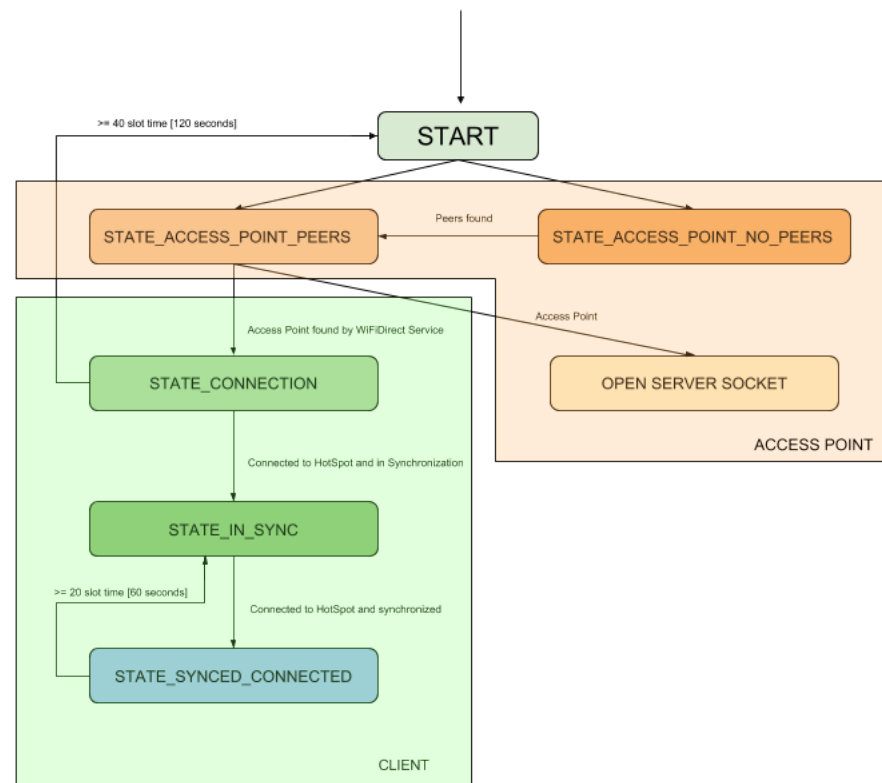 >= 40 slot time [120 seconds]
START
STATE_ACCESS_POINT_PEERS
Peers found
STATE_ACCESS_POINT_NO_PEERS
Access Point
Access Point found by WiFiDirect Service
STATE_CONNECTION
OPEN SERVER SOCKET
ACCESS POINT
Connected to HotSpot and in Synchronization
STATE_IN_SYNC
>= 20 slot time [60 seconds]
Connected to HotSpot and synchronized
STATE_SYNCED_CONNECTED
CLIENT